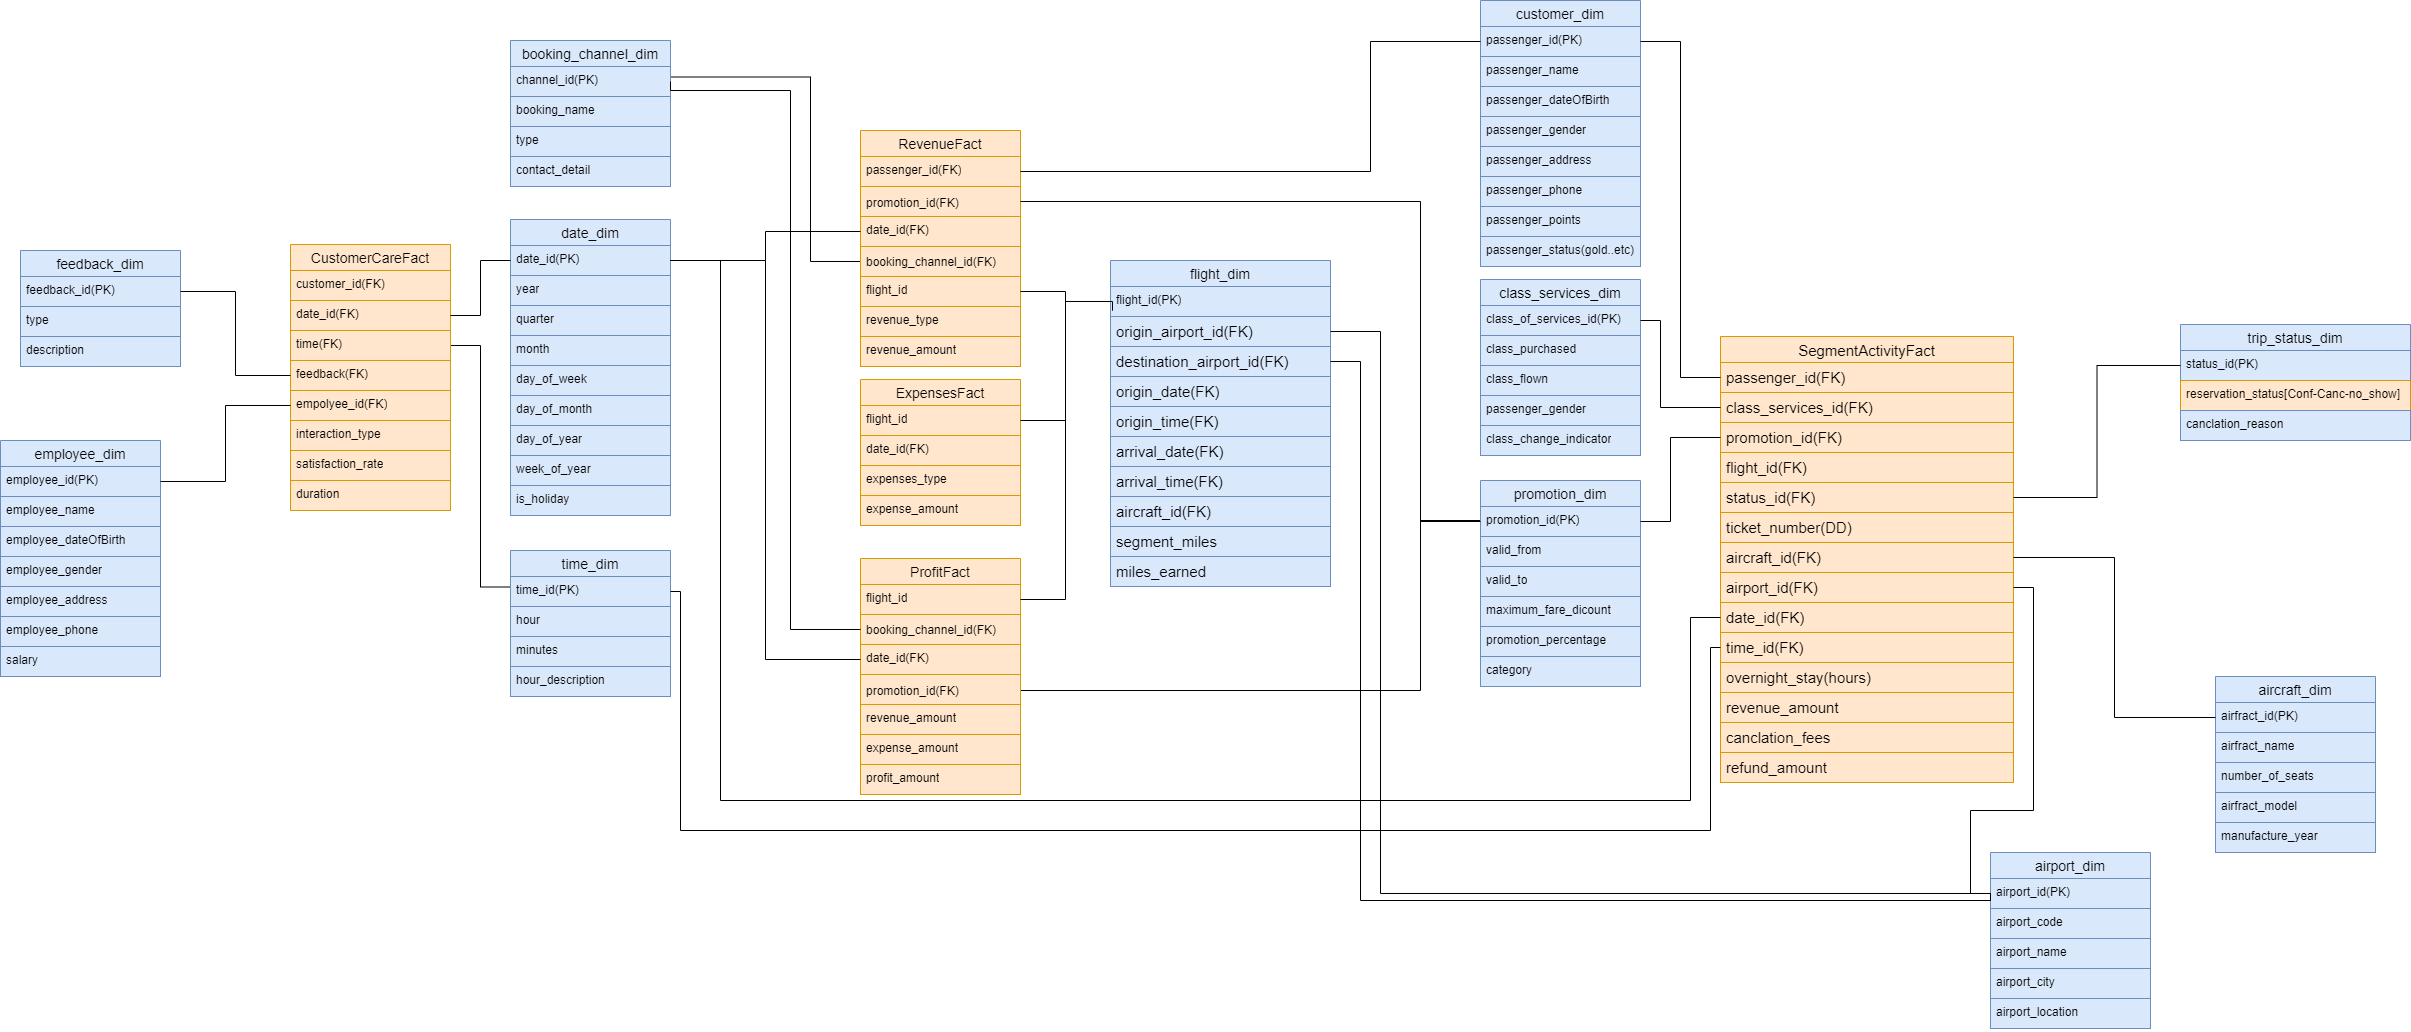 feedback_dim
feedback_id(PK)
type
description
employee_dim
employee_id(PK)
employee_name
employee_dateOfBirth
employee_gender
employee_address
employee_phone
salary
CustomerCareFact
customer_id(FK)
date_id(FK)
time(FK)
feedback(FK)
empolyee_id(FK)
interaction_type
satisfaction_rate
duration
booking_channel_dim
channel_id(PK)
booking_name
type
contact_detail
date_dim
date_id(PK)
year
quarter
month
day_of_week
day_of_month
day_of_year
week_of_year
is_holiday
time_dim
time_id(PK)
hour
minutes
hour_description
RevenueFact
passenger_id(FK)
promotion_id(FK)
date_id(FK)
booking_channel_id(FK)
flight_id
revenue_type
revenue_amount
ExpensesFact
flight_id
date_id(FK)
expenses_type
expense_amount
ProfitFact
flight_id
booking_channel_id(FK)
date_id(FK)
promotion_id(FK)
revenue_amount
expense_amount
profit_amount
flight_dim
flight_id(PK)
origin_airport_id(FK)
destination_airport_id(FK)
origin_date(FK)
origin_time(FK)
arrival_date(FK)
arrival_time(FK)
aircraft_id(FK)
segment_miles
miles_earned
customer_dim
passenger_id(PK)
passenger_name
passenger_dateOfBirth
passenger_gender
passenger_address
passenger_phone
passenger_points
passenger_status(gold..etc)
class_services_dim
class_of_services_id(PK)
class_purchased
class_flown
passenger_gender
class_change_indicator
promotion_dim
promotion_id(PK)
valid_from
valid_to
maximum_fare_dicount
promotion_percentage
category
SegmentActivityFact
passenger_id(FK)
class_services_id(FK)
promotion_id(FK)
flight_id(FK)
status_id(FK)
ticket_number(DD)
aircraft_id(FK)
airport_id(FK)
date_id(FK)
time_id(FK)
overnight_stay(hours)
revenue_amount
canclation_fees
refund_amount
trip_status_dim
status_id(PK)
reservation_status[Conf-Canc-no_show]
canclation_reason
aircraft_dim
airfract_id(PK)
airfract_name
number_of_seats
airfract_model
manufacture_year
airport_dim
airport_id(PK)
airport_code
airport_name
airport_city
airport_location